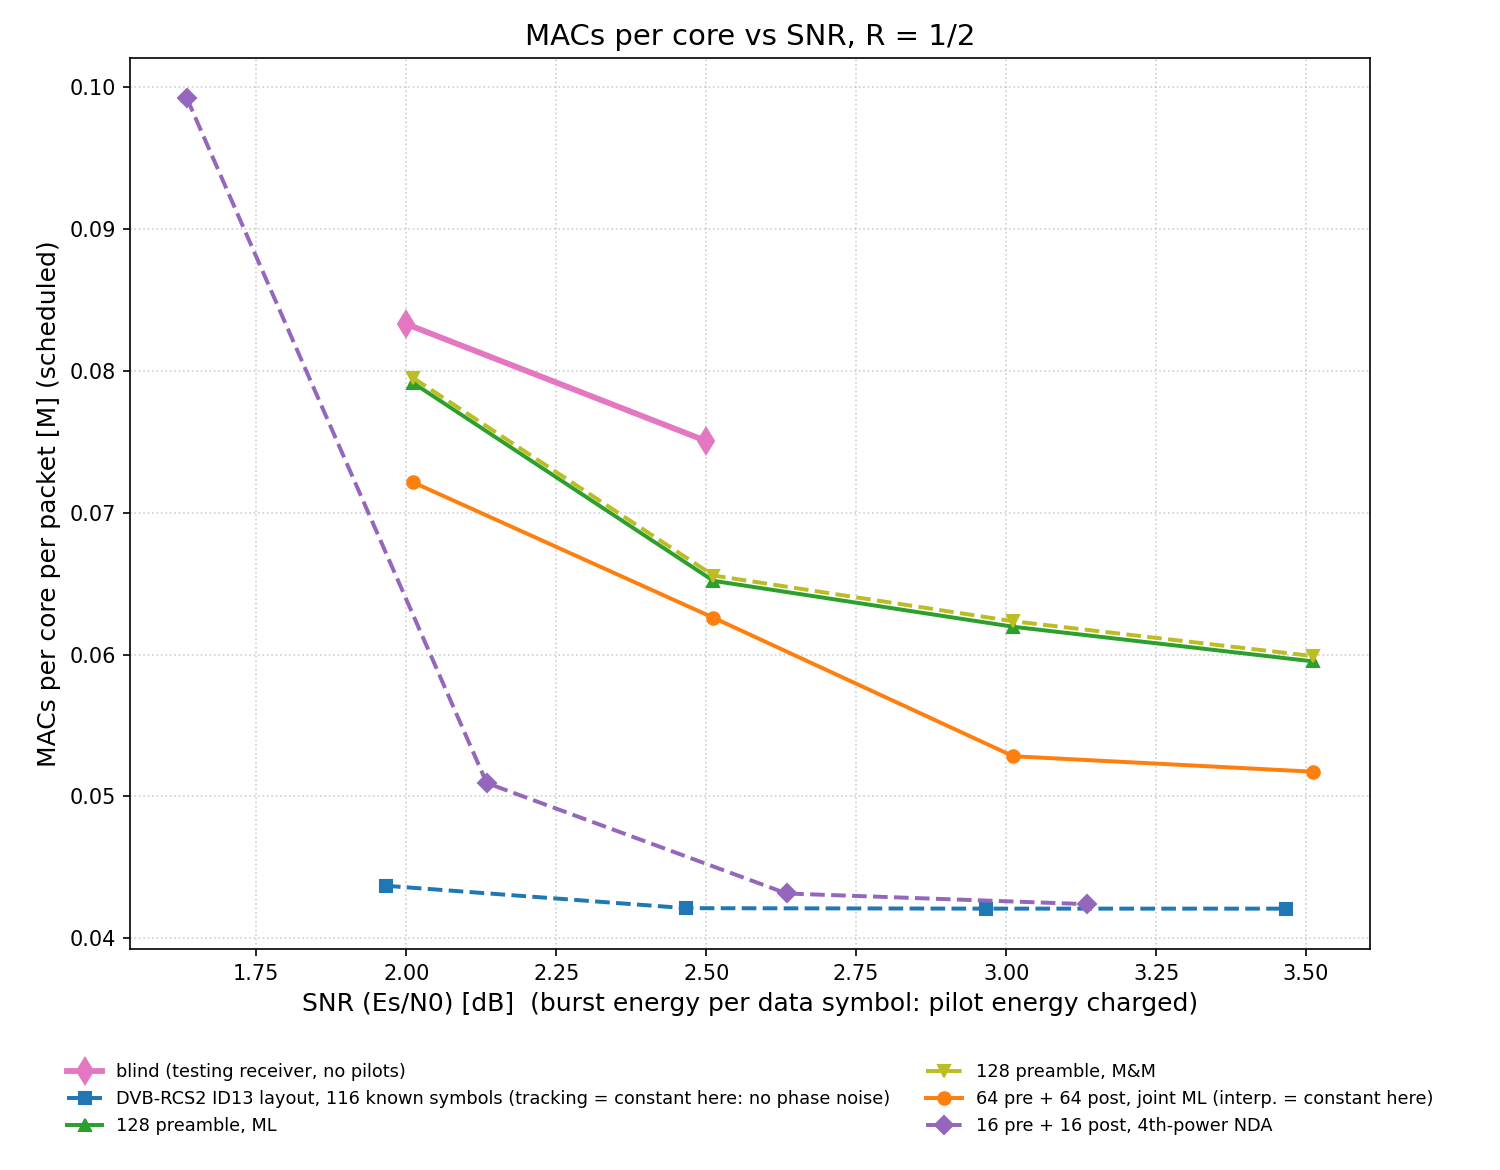 MACs per core vs SNR, R = 1/2
MACs per core per packet [M] (scheduled)
0.10
0.09
0.08
0.07
0.06
0.05
0.04
1.75 2.00 2.25 2.50 2.75 3.00 3.25 3.50
SNR (Es/N0) [dB]  (burst energy per data symbol: pilot energy charged)
blind (testing receiver, no pilots)
DVB-RCS2 ID13 layout, 116 known symbols (tracking = constant here: no phase noise)
128 preamble, ML
128 preamble, M&M
64 pre + 64 post, joint ML (interp. = constant here)
16 pre + 16 post, 4th-power NDA